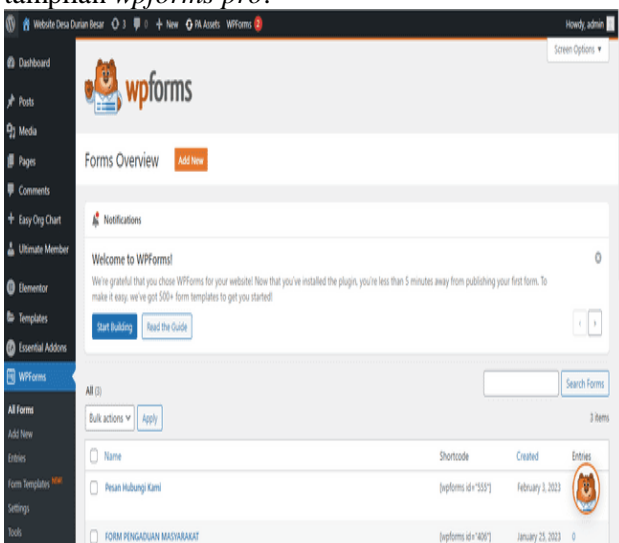 tampilan wpforms pro.
Website Desa Durian Besar 3 0 + New PA Assets WPForms 2 Howdy, admin
Screen Options ▼
Dashboard
Posts
Media
Pages
Comments
Easy Org Chart
Ultimate Member
Elementor
Templates
Essential Addons
WPForms
All Forms
Add New
Entries
Form Templates NEW!
Settings
Tools
wpforms
Forms Overview Add New
Notifications
Welcome to WPForms!
We're grateful that you chose WPForms for your website! Now that you've installed the plugin, you're less than 5 minutes away from publishing your first form. To
make it easy, we've got 500+ form templates to get you started!
Start Building Read the Guide
Search Forms
Bulk actions Apply 3 items
Name Shortcode Created Entries
Pesan Hubungi Kami [wpforms id="555"] February 3, 2023
FORM PENGADUAN MASYARAKAT [wpforms id="406"] January 25, 2023 0